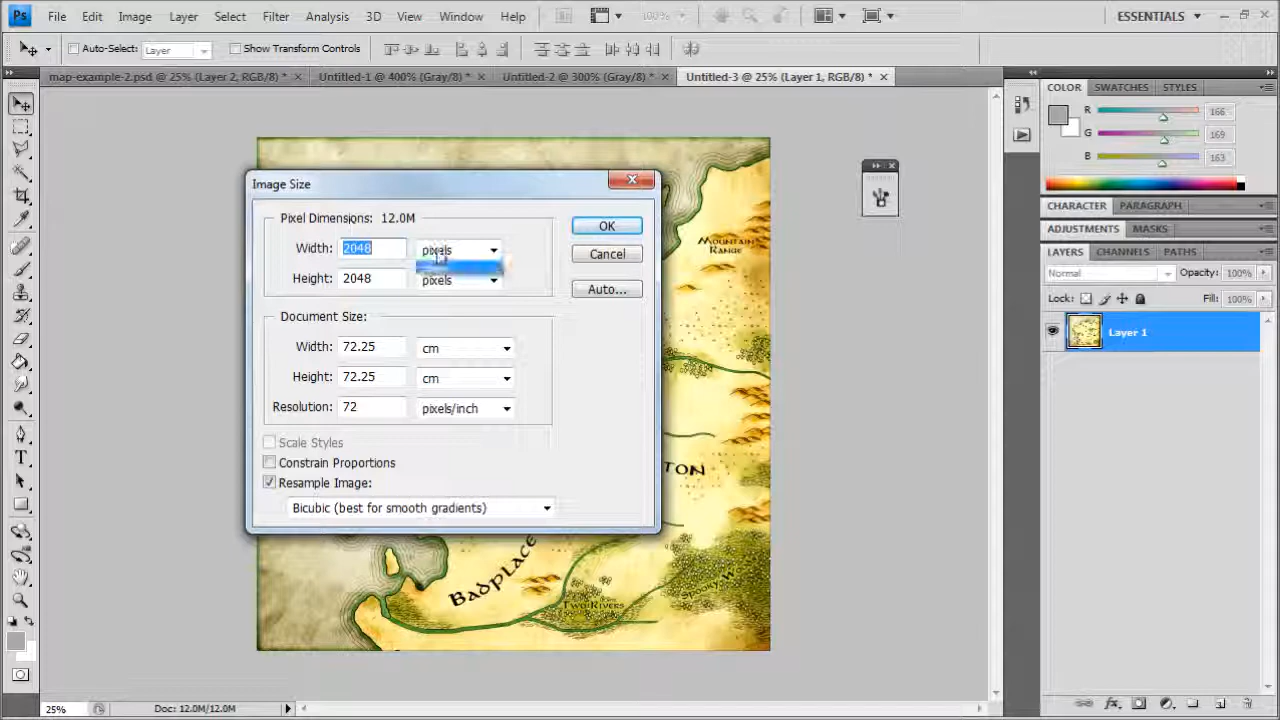 Ps File Edit Image Layer Select Filter Analysis 3D View Window Help 100% ESSENTIALS
Auto-Select: Layer Show Transform Controls
map-example-2.psd @ 25% (Layer 2, RGB/8) * × Untitled-1 @ 400% (Gray/8) * × Untitled-2 @ 300% (Gray/8) * × Untitled-3 @ 25% (Layer 1, RGB/8) * ×
COLOR SWATCHES STYLES
R 166
G 169
B 163
CHARACTER PARAGRAPH
ADJUSTMENTS MASKS
LAYERS CHANNELS PATHS
Normal Opacity: 100%
Lock: Fill: 100%
Layer 1
Image Size
Pixel Dimensions: 12.0M
Width: 2048 pixels
Height: 2048 pixels
OK
Cancel
Auto...
Document Size:
Width: 72.25 cm
Height: 72.25 cm
Resolution: 72 pixels/inch
Scale Styles
Constrain Proportions
Resample Image:
Bicubic (best for smooth gradients)
Mountain
Range
TON
Badplace
Two Rivers
Spooky W
25% Doc: 12.0M/12.0M